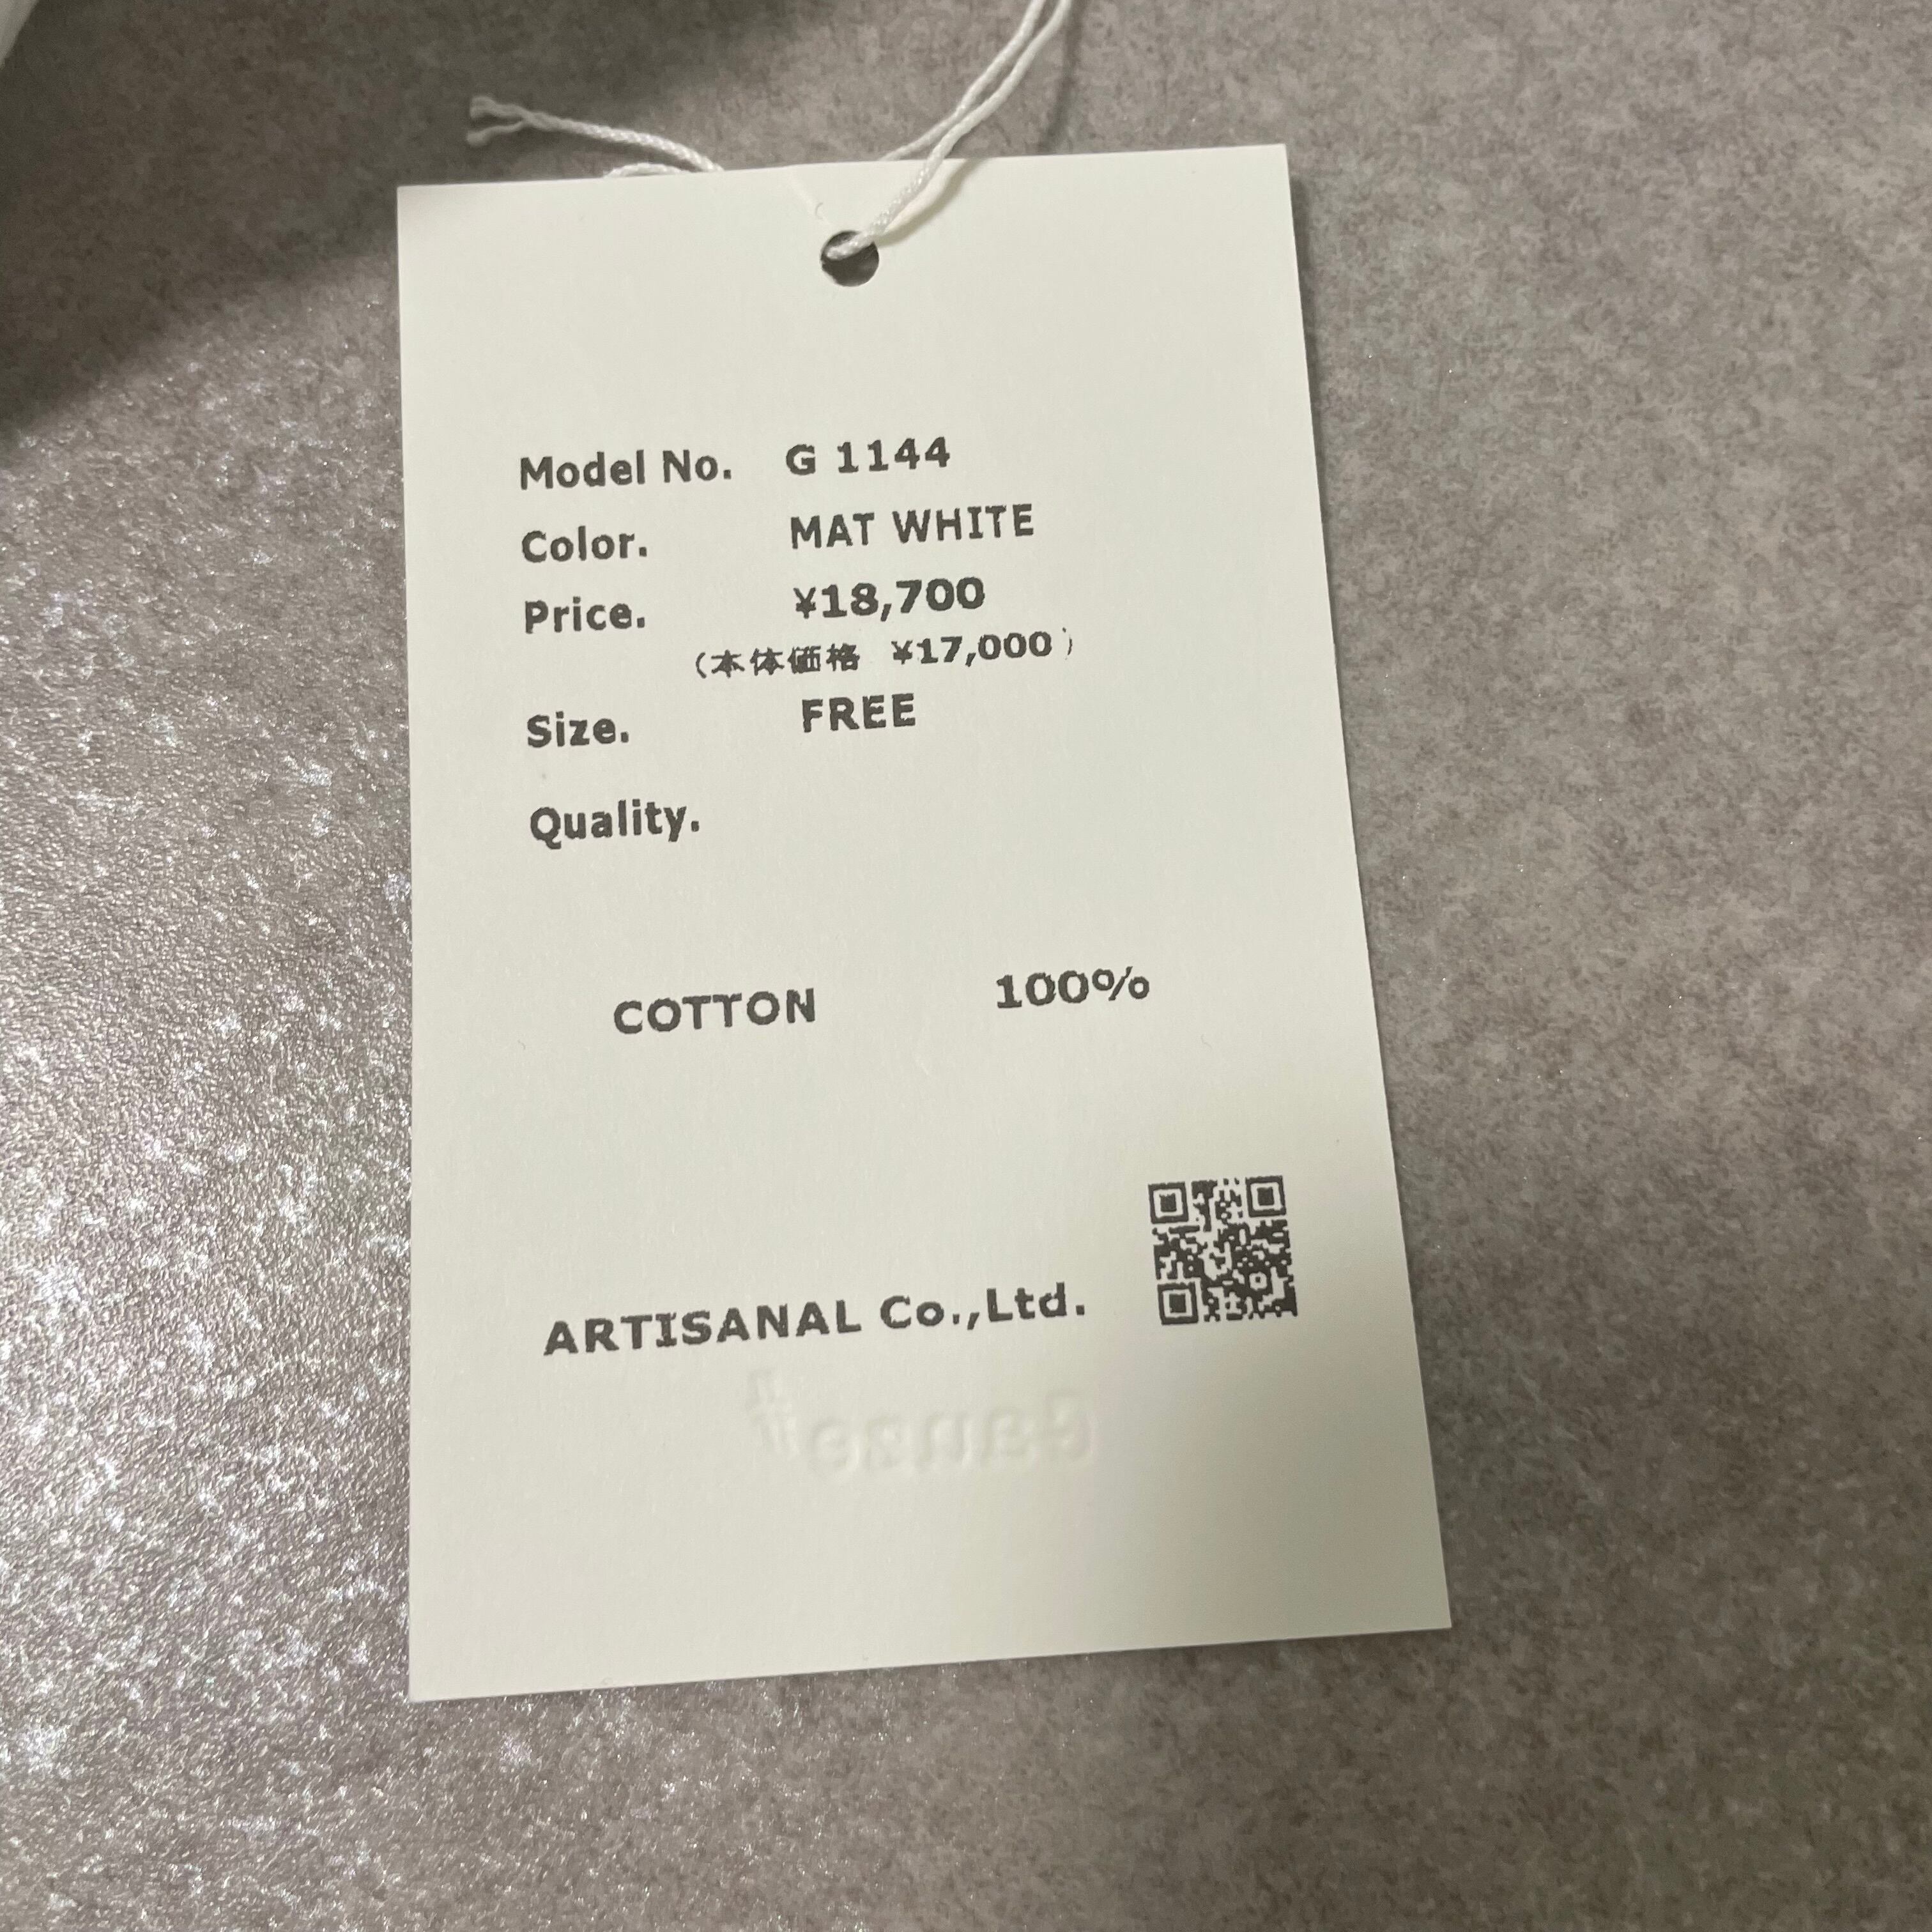 Model No. G 1144
Color. MAT WHITE
Price. ¥18,700
(本体価格 ¥17,000)
Size. FREE
Quality.
COTTON 100%
ARTISANAL Co.,Ltd.
Gauze#